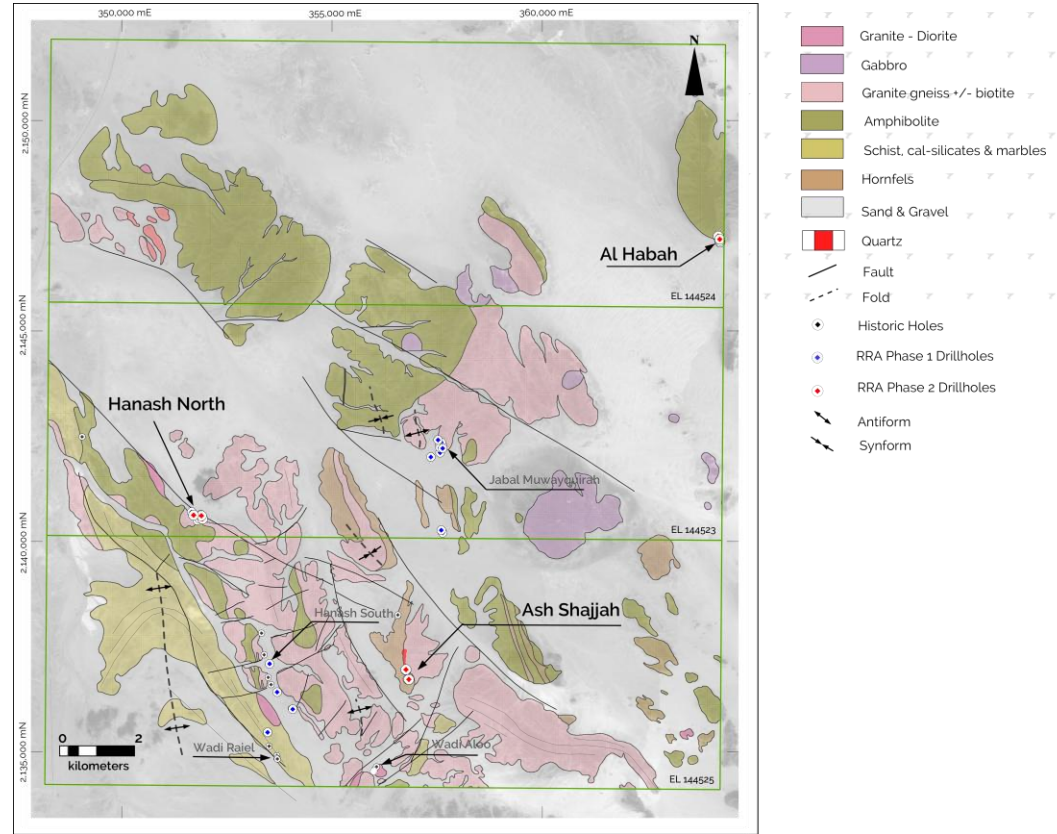 350,000 mE
355,000 mE
360,000 mE
2,150,000 mN
2,145,000 mN
2,140,000 mN
2,135,000 mN
N
Al Habah
EL 144524
Hanash North
Jabal Muwayquirah
EL 144523
Hanash South
Ash Shajjah
Wadi Raiel
Wadi Aloo
EL 144525
0 2
kilometers
Granite - Diorite
Gabbro
Granite gneiss +/- biotite
Amphibolite
Schist, cal-silicates & marbles
Hornfels
Sand & Gravel
Quartz
Fault
Fold
Historic Holes
RRA Phase 1 Drillholes
RRA Phase 2 Drillholes
Antiform
Synform